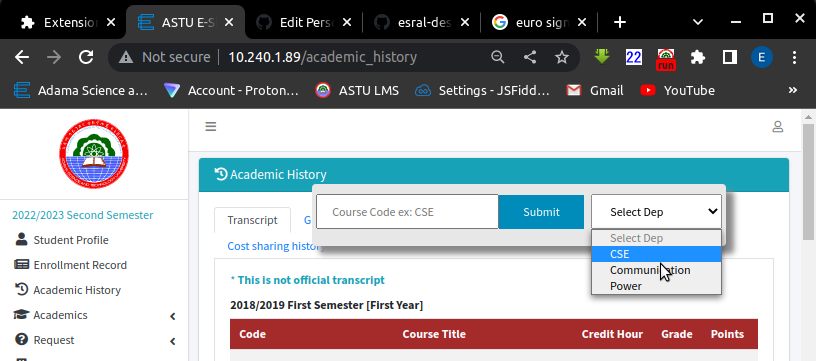 Extension
ASTU E-S
Edit Pers
esral-des
euro sign
Not secure 10.240.1.89/academic_history
22
run
E
Adama Science a... Account - Proton... ASTU LMS Settings - JSFidd... Gmail YouTube »
Academic History
Course Code ex: CSE Submit Select Dep
Select Dep
CSE
Communication
Power
2022/2023 Second Semester
Student Profile
Enrollment Record
Academic History
Academics
Request
Transcript G
Cost sharing history
* This is not official transcript
2018/2019 First Semester [First Year]
Code Course Title Credit Hour Grade Points